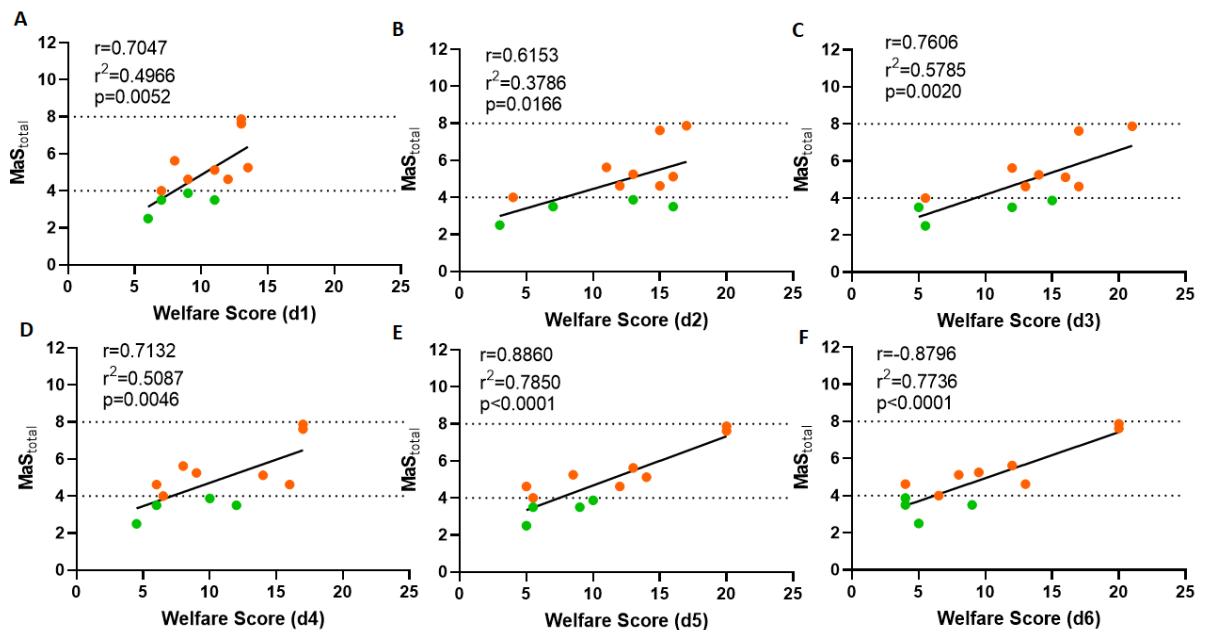 A
r=0.7047
r²=0.4966
p=0.0052
12
10
8
6
4
2
0
MaS_total
0 5 10 15 20 25
Welfare Score (d1)
B
r=0.6153
r²=0.3786
p=0.0166
12
10
8
6
4
2
0
MaS_total
0 5 10 15 20 25
Welfare Score (d2)
C
r=0.7606
r²=0.5785
p=0.0020
12
10
8
6
4
2
0
MaS_total
0 5 10 15 20 25
Welfare Score (d3)
D
r=0.7132
r²=0.5087
p=0.0046
12
10
8
6
4
2
0
MaS_total
0 5 10 15 20 25
Welfare Score (d4)
E
r=0.8860
r²=0.7850
p<0.0001
12
10
8
6
4
2
0
MaS_total
0 5 10 15 20 25
Welfare Score (d5)
F
r=-0.8796
r²=0.7736
p<0.0001
12
10
8
6
4
2
0
MaS_total
0 5 10 15 20 25
Welfare Score (d6)